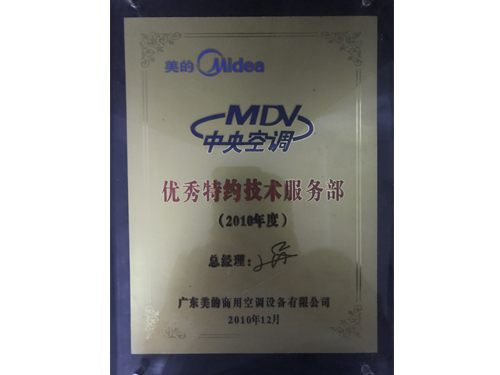 美的 Midea
MDV
中央空调
优秀特约技术服务部
（2010年度）
总经理：
广东美的商用空调设备有限公司
2010年12月